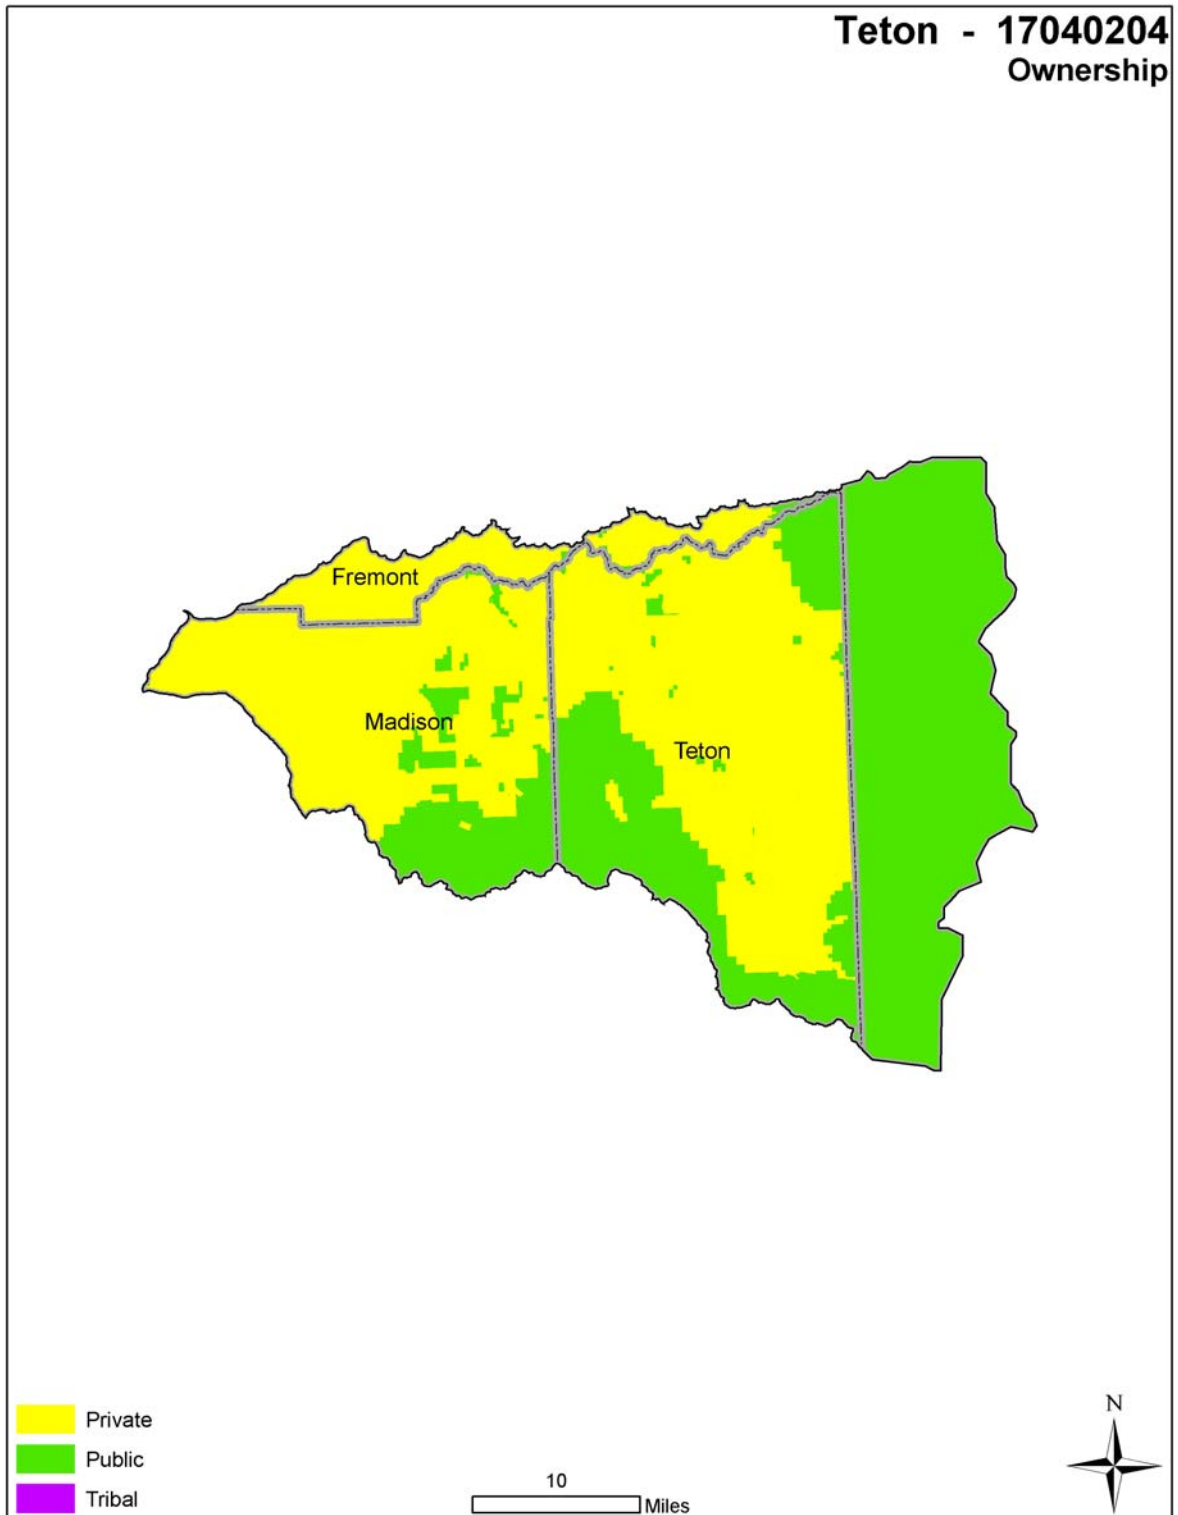 Teton - 17040204
Ownership
Fremont
Madison
Teton
Private
Public
Tribal
10
Miles
N